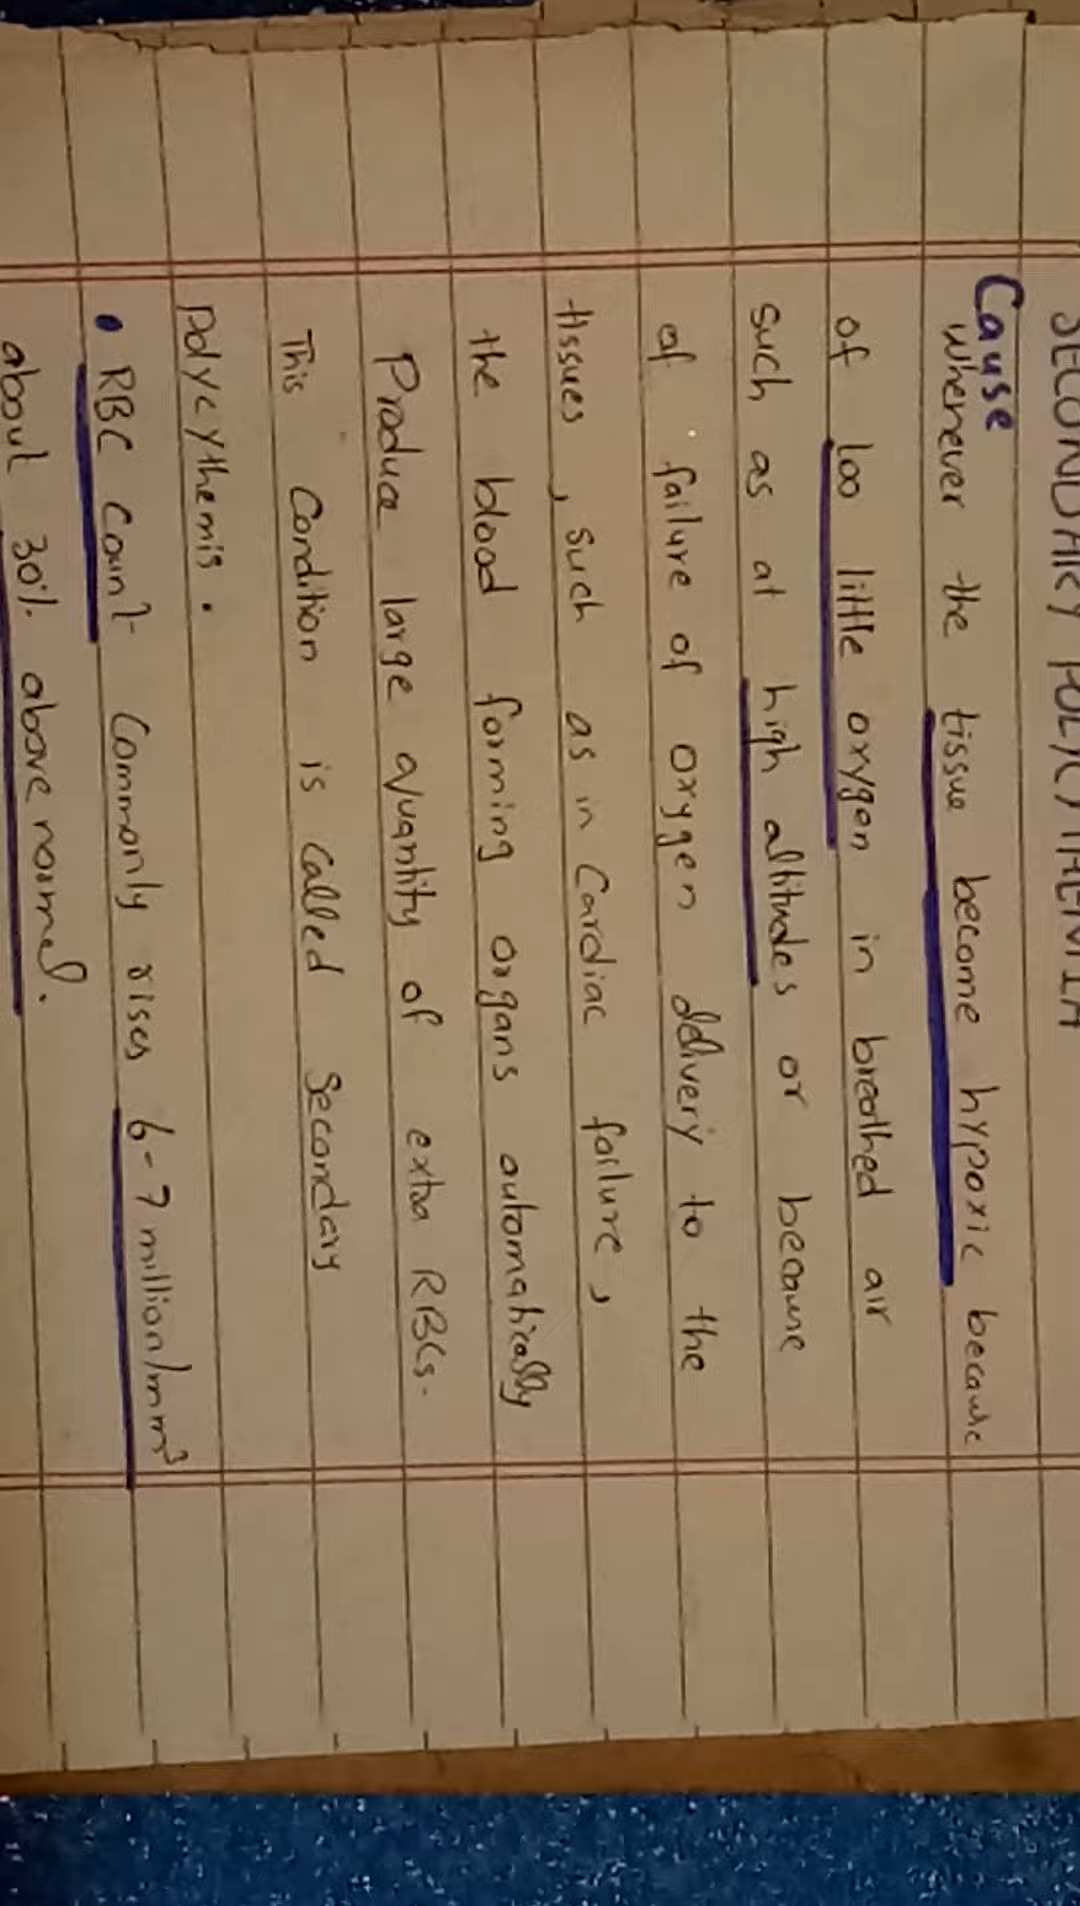 SECONDARY POLYCYTHEMIA
Cause
Whenever the tissue become hypoxic because
of too little oxygen in breathed air
such as at high altitudes or because
of failure of oxygen delivery to the
tissues, such as in Cardiac failure,
the blood forming organs automatically
Produce large quantity of extra RBCs.
This Condition is called Secondary
Polycythemis.
• RBC Count Commonly rises 6-7 million/mm³
about 30% above normal.